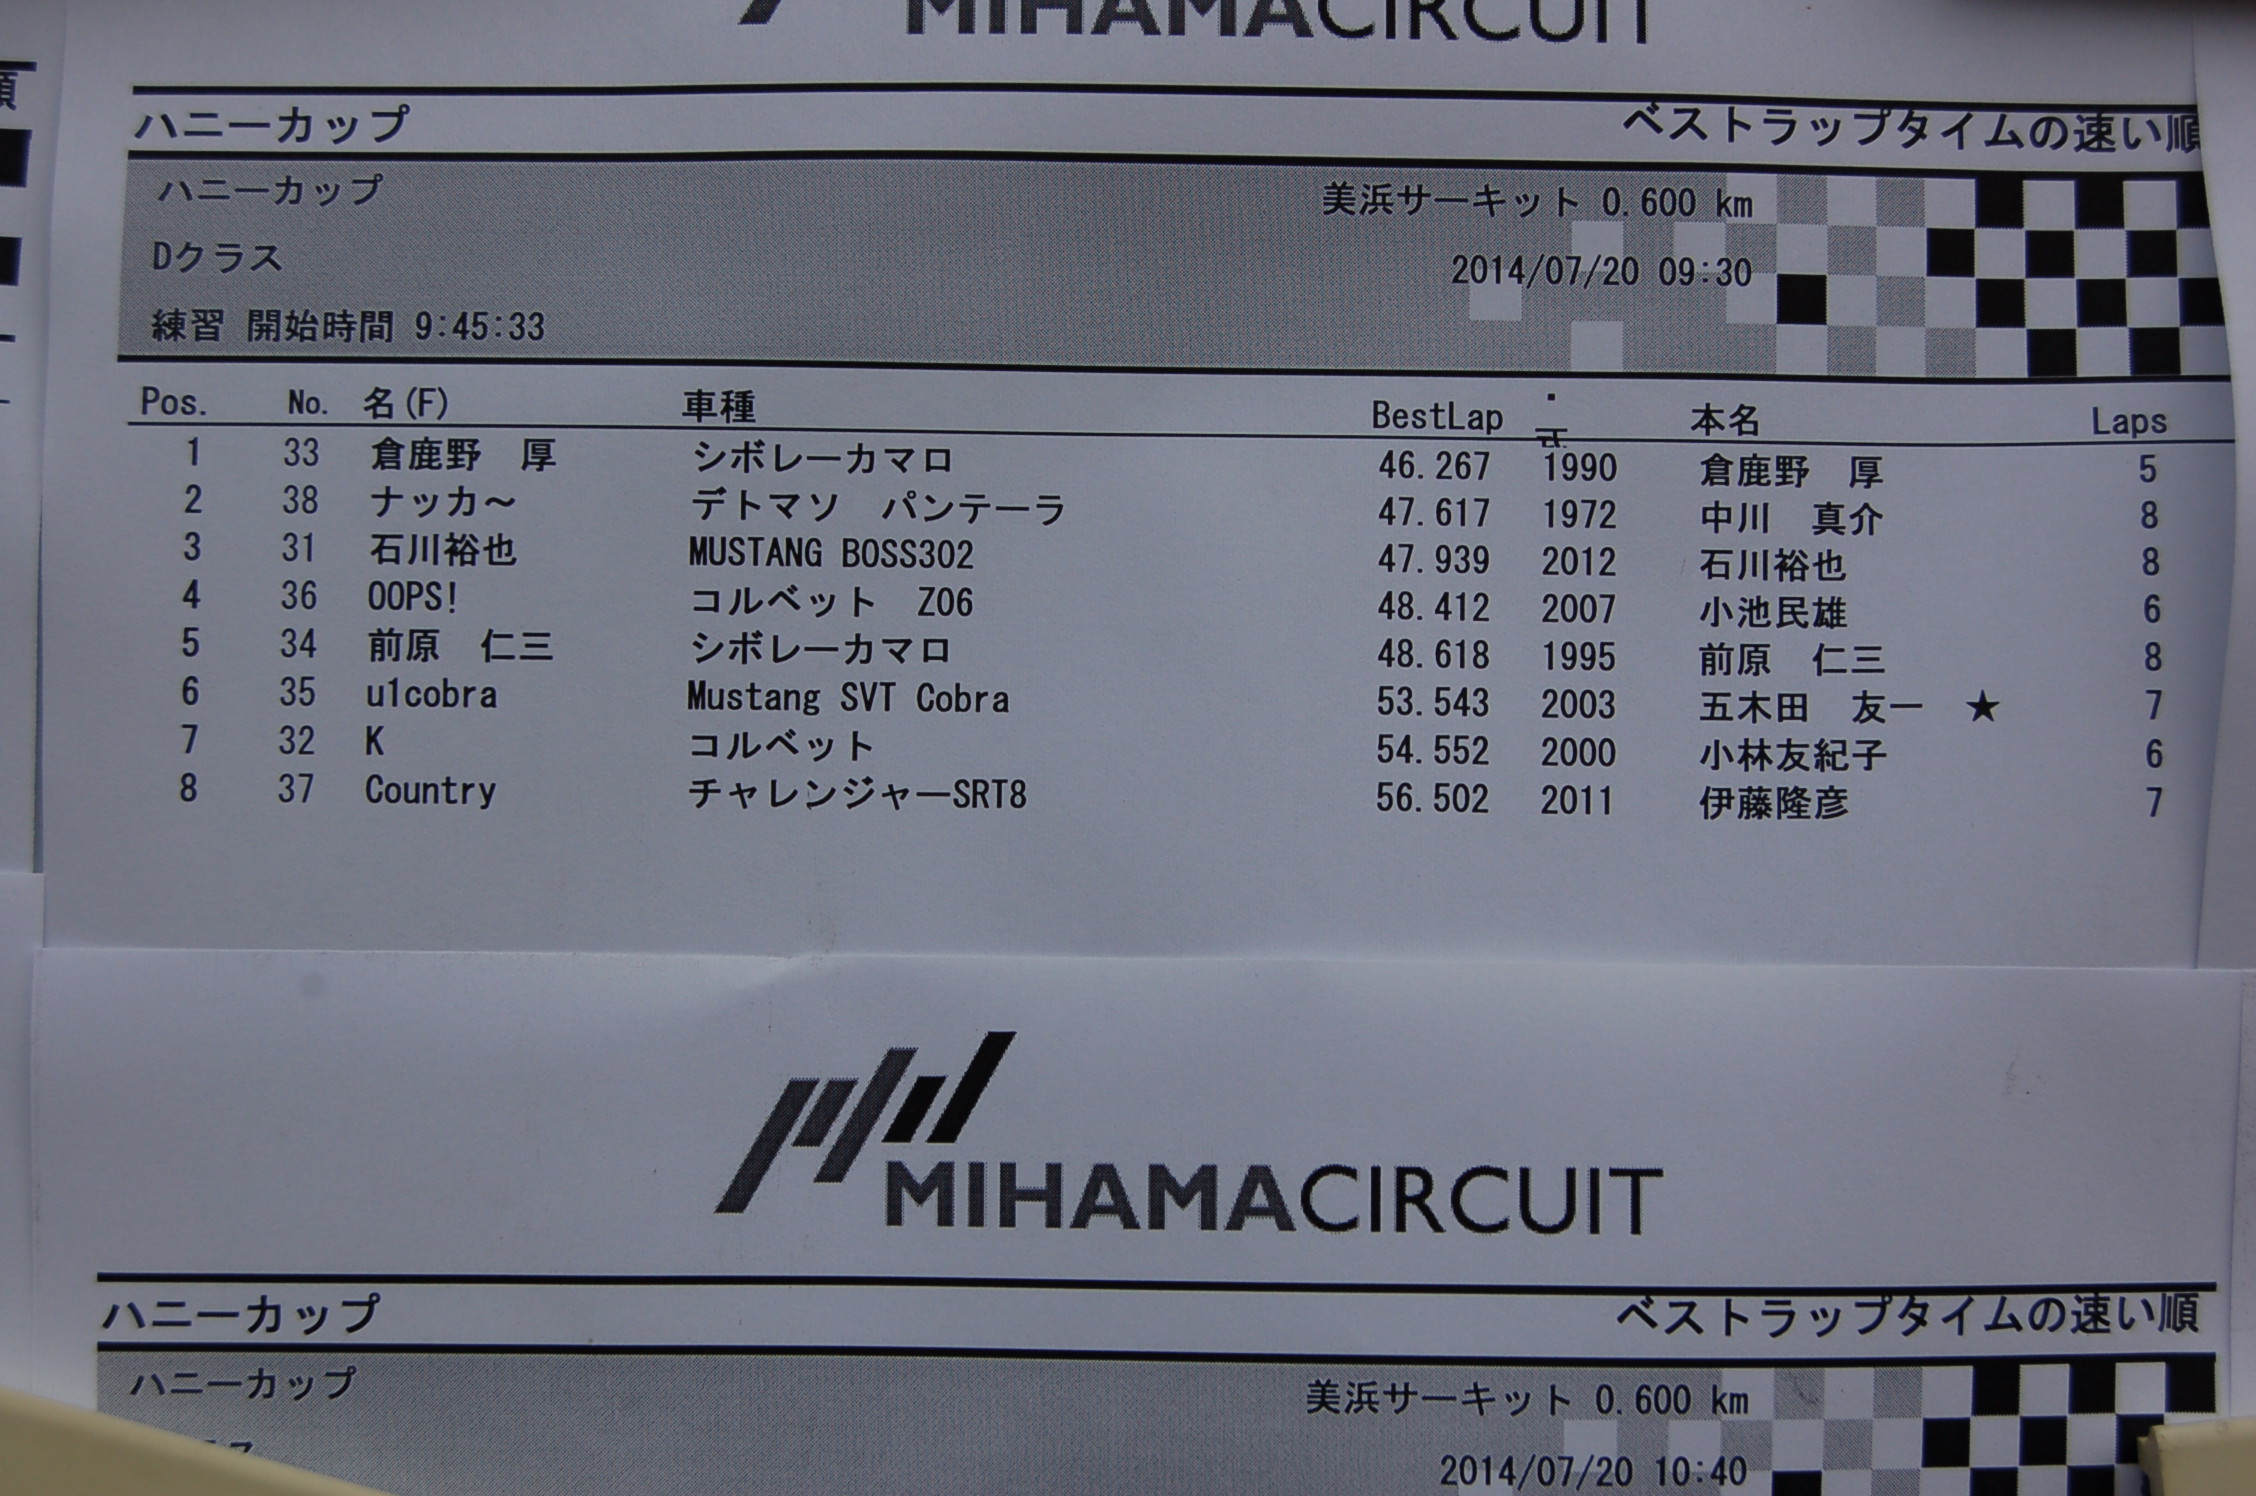 MIHAMACIRCUIT
順
ハニーカップ ベストラップタイムの速い順
ハニーカップ 美浜サーキット 0.600 km
Dクラス 2014/07/20 09:30
練習 開始時間 9:45:33
Pos. No. 名(F) 車種 BestLap 本名 Laps
1 33 倉鹿野　厚 シボレーカマロ 46.267 1990 倉鹿野　厚 5
2 38 ナッカ～ デトマソ　パンテーラ 47.617 1972 中川　真介 8
3 31 石川裕也 MUSTANG BOSS302 47.939 2012 石川裕也 8
4 36 OOPS! コルベット　Z06 48.412 2007 小池民雄 6
5 34 前原　仁三 シボレーカマロ 48.618 1995 前原　仁三 8
6 35 u1cobra Mustang SVT Cobra 53.543 2003 五木田　友一　★ 7
7 32 K コルベット 54.552 2000 小林友紀子 6
8 37 Country チャレンジャーSRT8 56.502 2011 伊藤隆彦 7
MIHAMACIRCUIT
ハニーカップ ベストラップタイムの速い順
ハニーカップ 美浜サーキット 0.600 km
2014/07/20 10:40